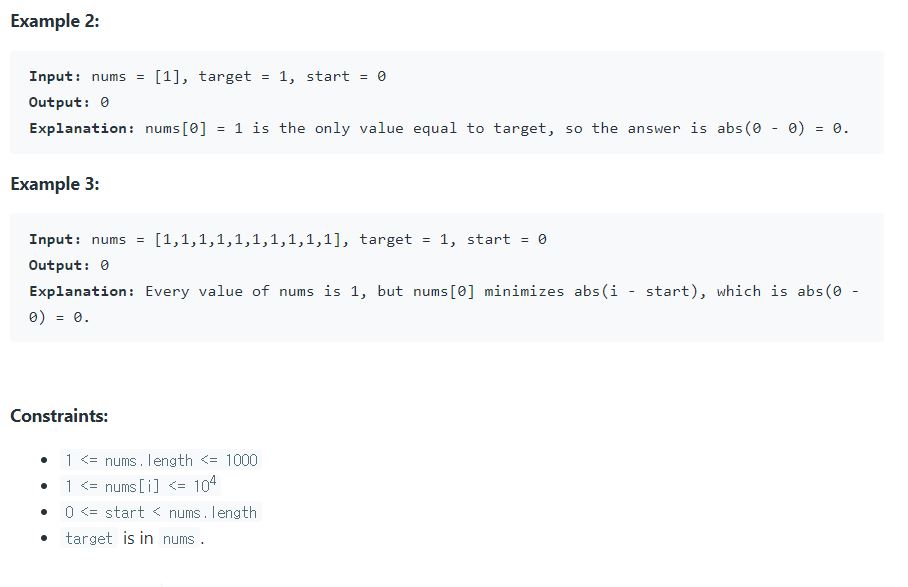 Example 2:
Input: nums = [1], target = 1, start = 0
Output: 0
Explanation: nums[0] = 1 is the only value equal to target, so the answer is abs(0 - 0) = 0.
Example 3:
Input: nums = [1,1,1,1,1,1,1,1,1,1], target = 1, start = 0
Output: 0
Explanation: Every value of nums is 1, but nums[0] minimizes abs(i - start), which is abs(0 -
0) = 0.
Constraints:
• 1 <= nums.length <= 1000
• 1 <= nums[i] <= 10⁴
• 0 <= start < nums.length
• target is in nums.